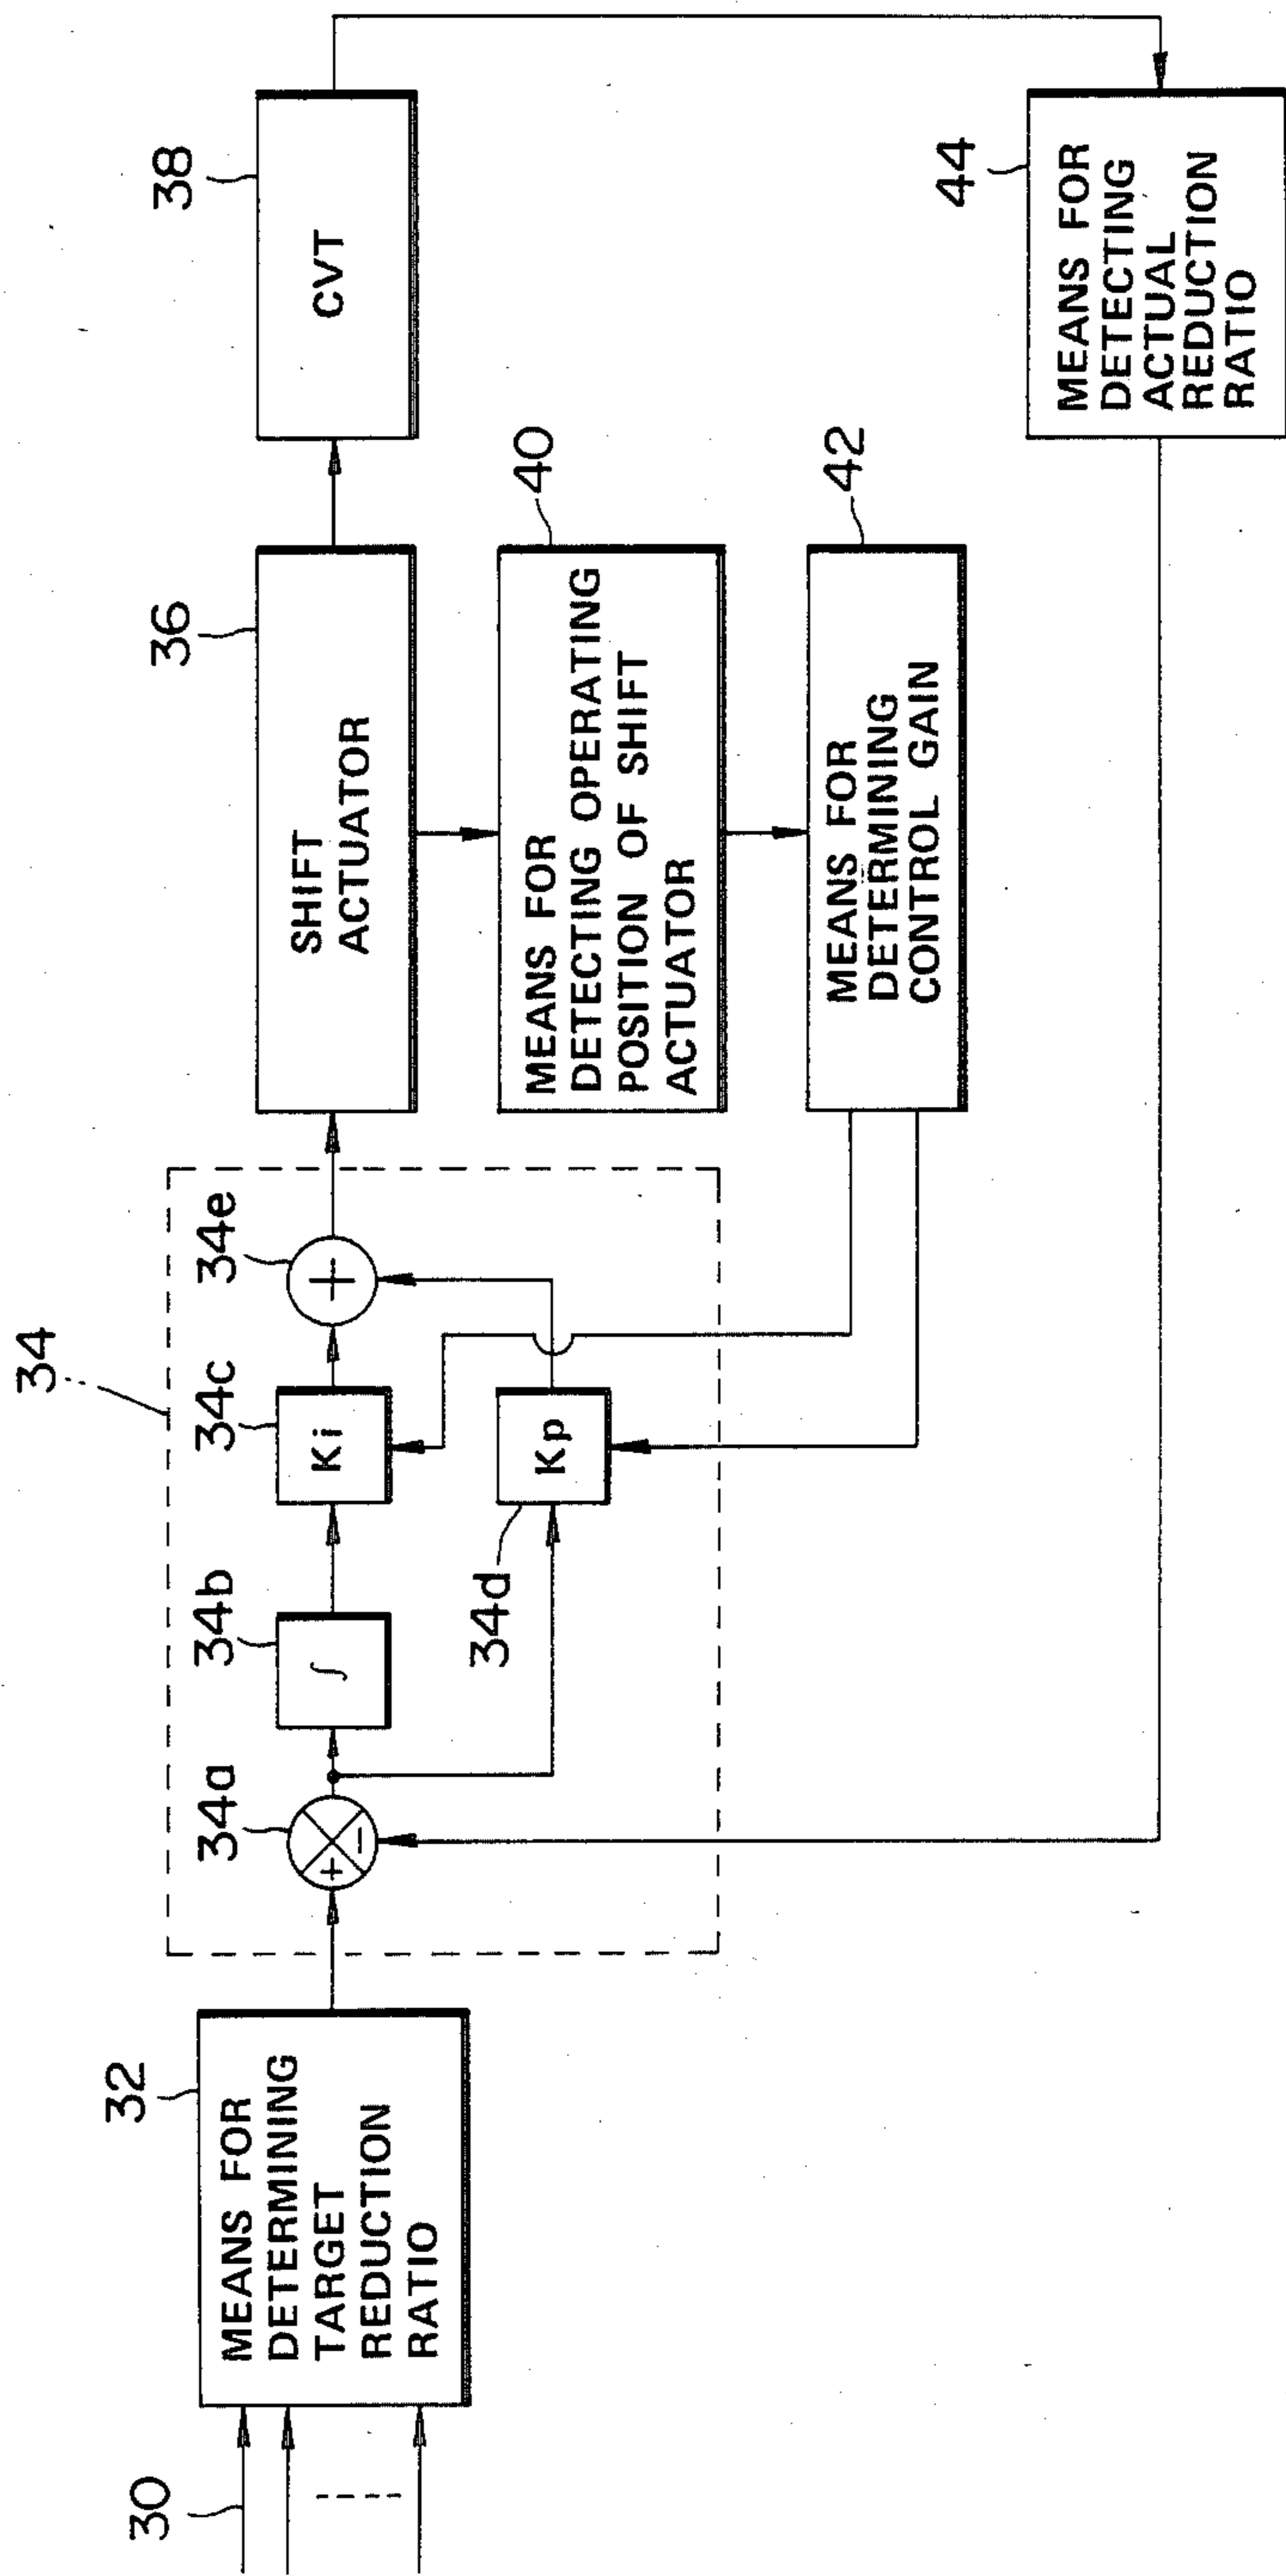 30
32
MEANS FOR
DETERMINING
TARGET
REDUCTION
RATIO
34
34a
+
−
34b
∫
34c
Ki
34d
Kp
34e
+
36
SHIFT
ACTUATOR
38
CVT
40
MEANS FOR
DETECTING OPERATING
POSITION OF SHIFT
ACTUATOR
42
MEANS FOR
DETERMINING
CONTROL GAIN
44
MEANS FOR
DETECTING
ACTUAL
REDUCTION
RATIO